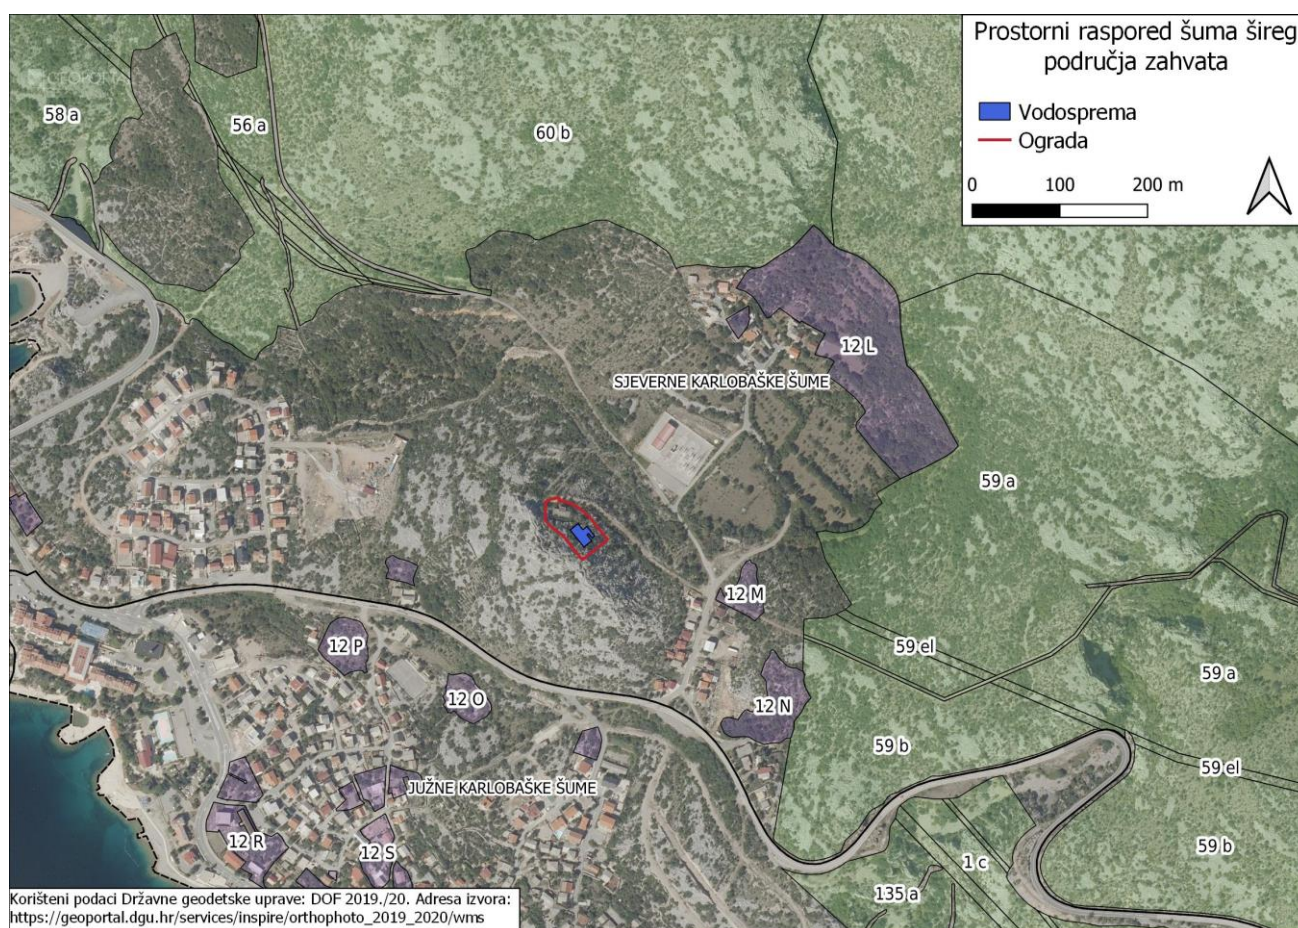 Prostorni raspored šuma šireg
područja zahvata
Vodosprema
Ograda
0 100 200 m
58 a
56 a
60 b
12 L
SJEVERNE KARLOBAŠKE ŠUME
59 a
12 M
59 el
12 P
59 a
12 O
12 N
59 b
59 el
JUŽNE KARLOBAŠKE ŠUME
12 R
59 b
12 S
1 c
135 a
Korišteni podaci Državne geodetske uprave: DOF 2019./20. Adresa izvora:
https://geoportal.dgu.hr/services/inspire/orthophoto_2019_2020/wms